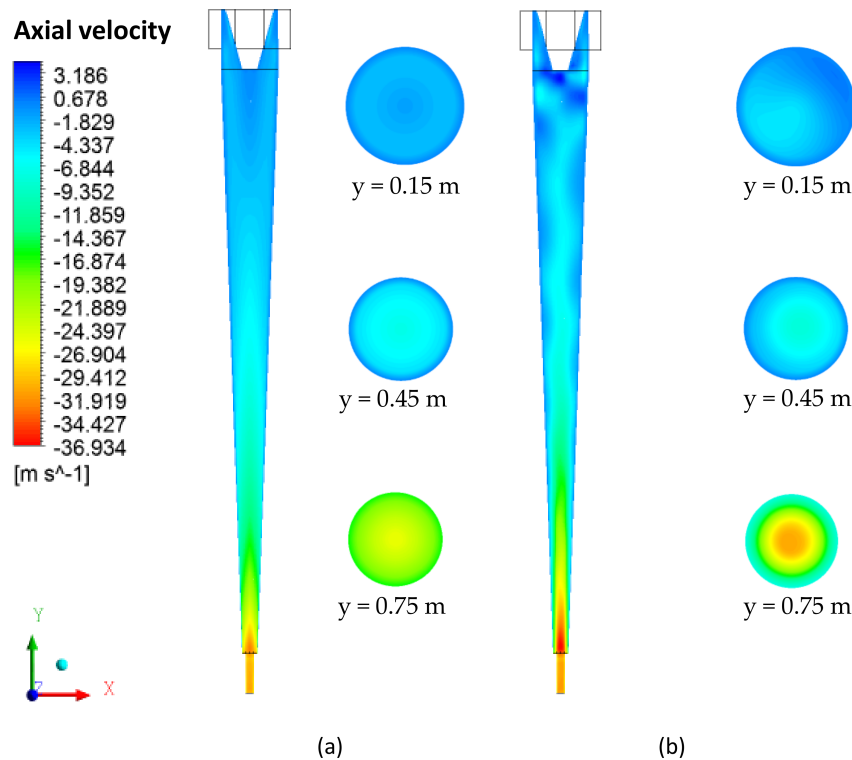 Axial velocity
3.186
0.678
-1.829
-4.337
-6.844
-9.352
-11.859
-14.367
-16.874
-19.382
-21.889
-24.397
-26.904
-29.412
-31.919
-34.427
-36.934
[m s^-1]
y = 0.15 m
y = 0.45 m
y = 0.75 m
y = 0.15 m
y = 0.45 m
y = 0.75 m
Y
Z
X
(a)
(b)